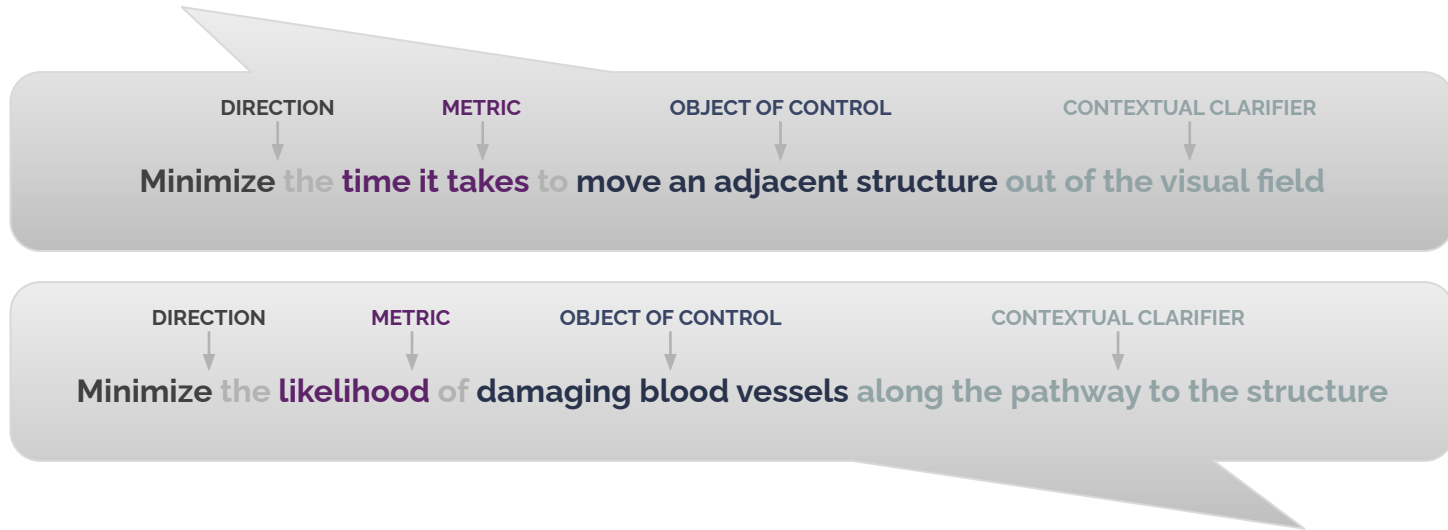 DIRECTION METRIC OBJECT OF CONTROL CONTEXTUAL CLARIFIER
Minimize the time it takes to move an adjacent structure out of the visual field
DIRECTION METRIC OBJECT OF CONTROL CONTEXTUAL CLARIFIER
Minimize the likelihood of damaging blood vessels along the pathway to the structure